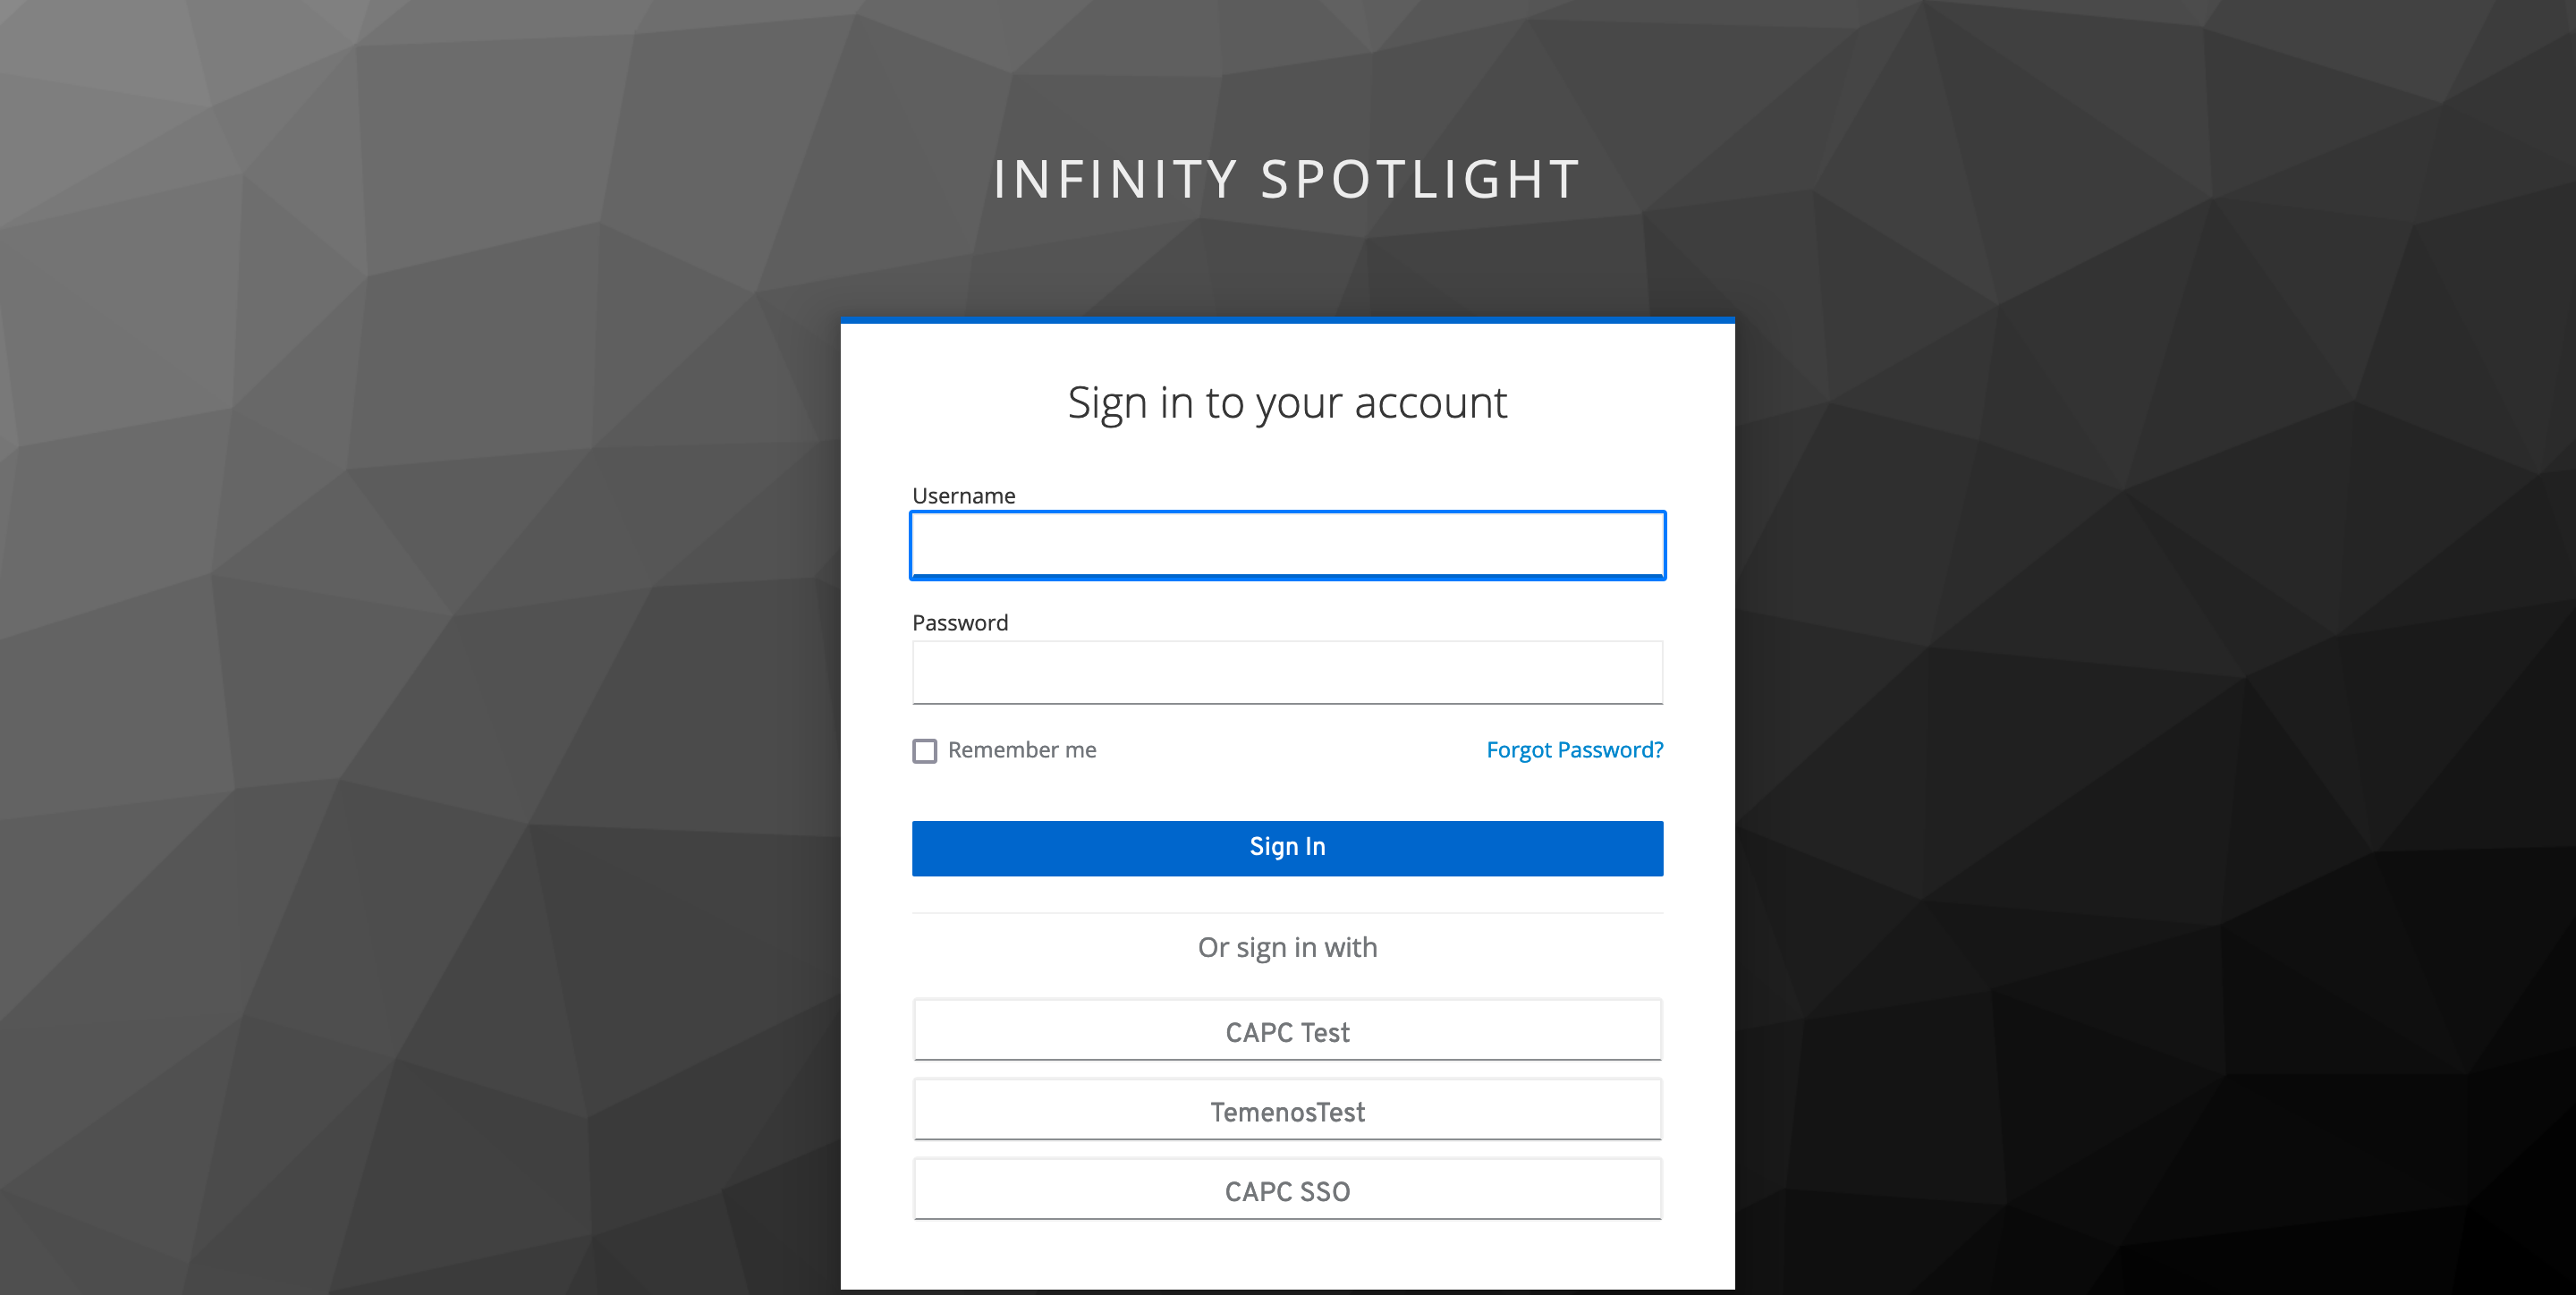 INFINITY SPOTLIGHT
Sign in to your account
Username
Password
Remember me
Forgot Password?
Sign In
Or sign in with
CAPC Test
TemenosTest
CAPC SSO